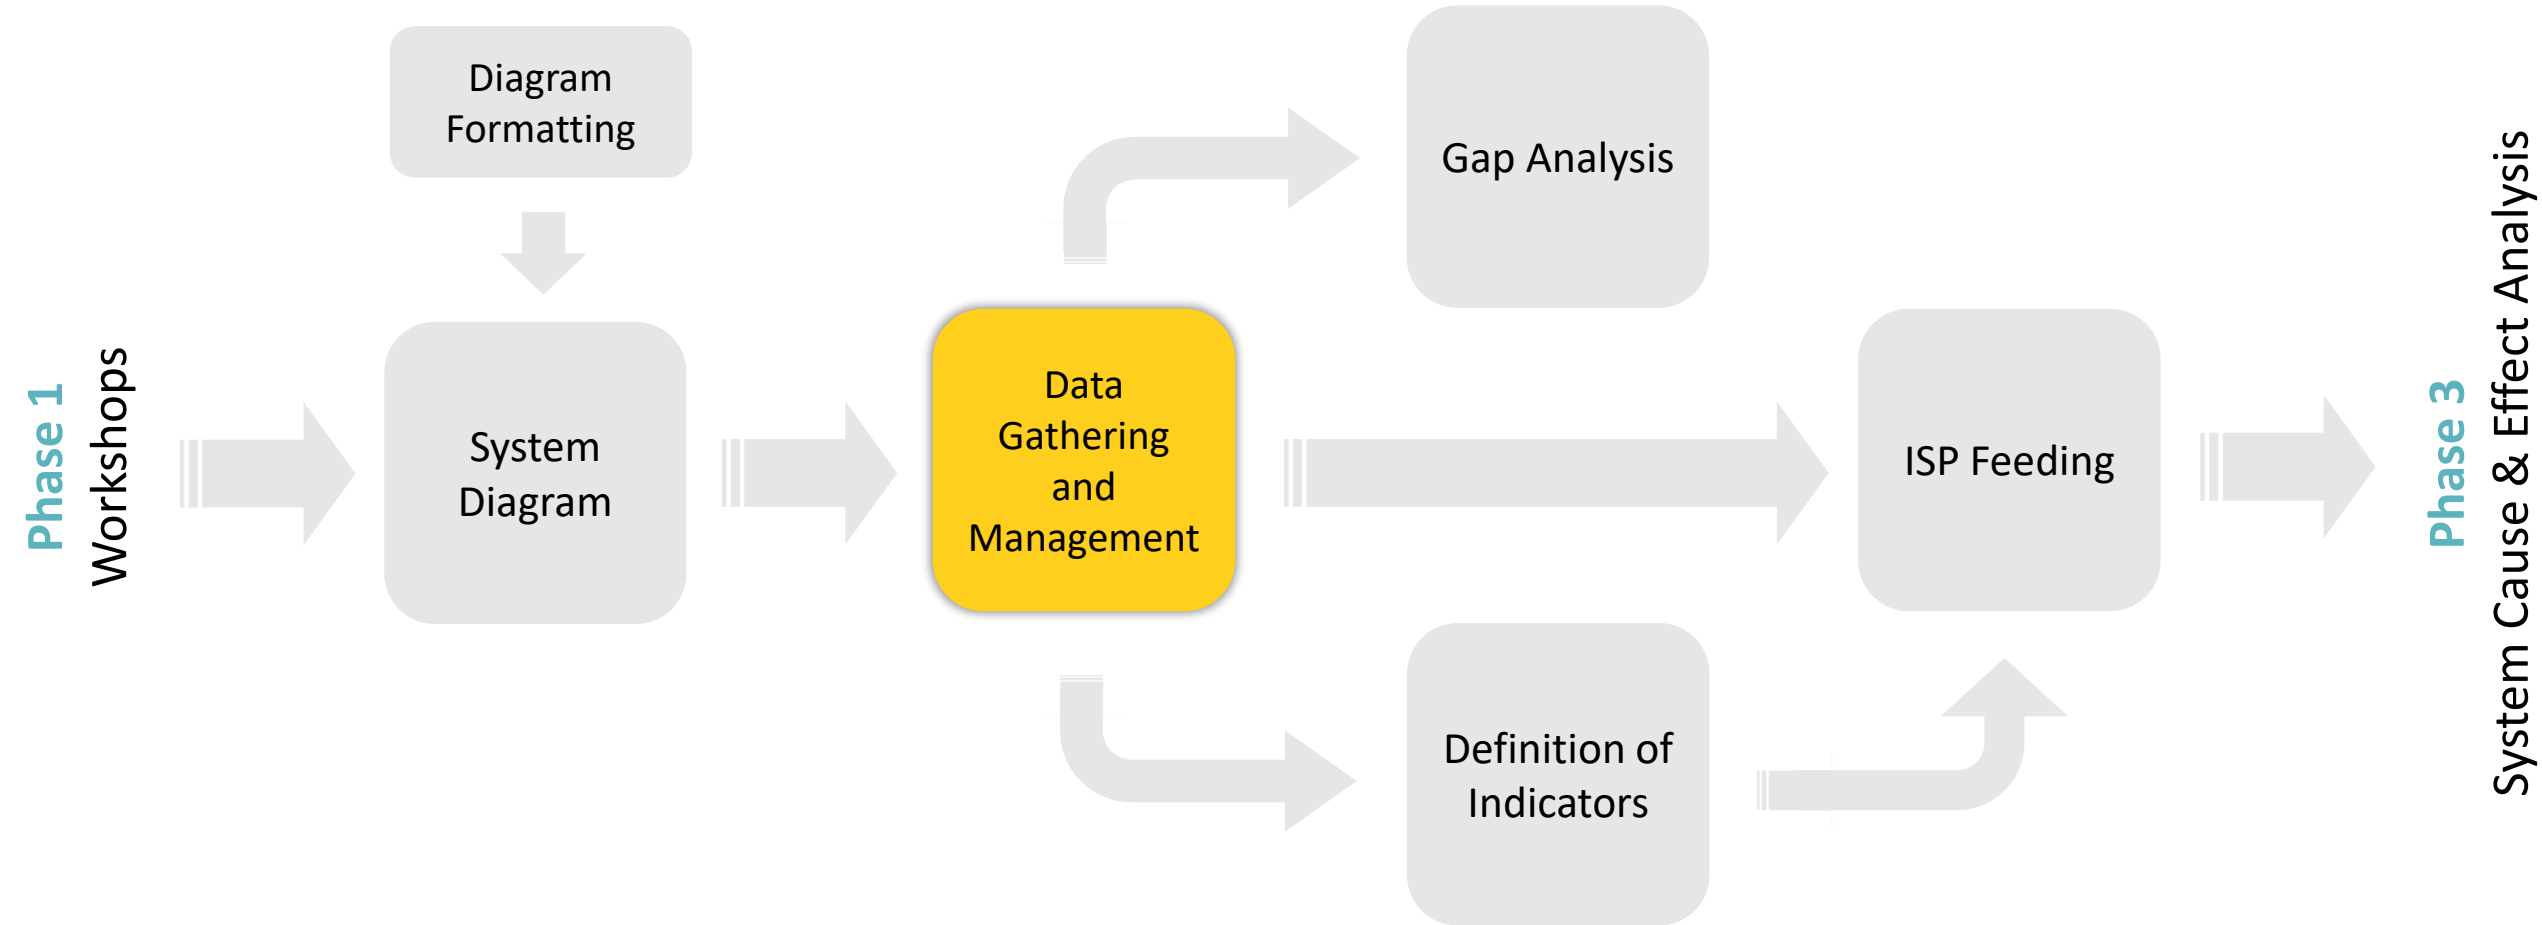 Phase 1
Workshops
Diagram
Formatting
System
Diagram
Data
Gathering
and
Management
Gap Analysis
Definition of
Indicators
ISP Feeding
Phase 3
System Cause & Effect Analysis